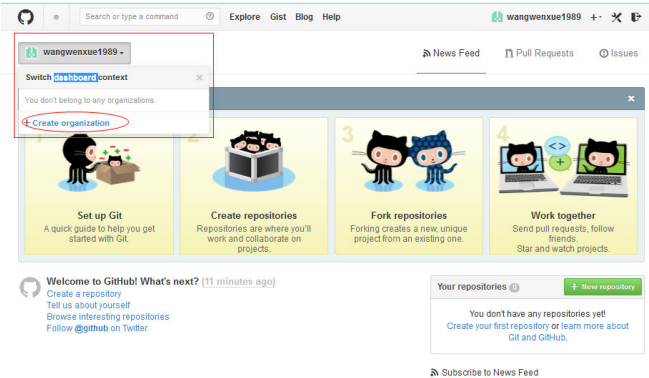 Search or type a command
Explore Gist Blog Help
wangwenxue1989
wangwenxue1989
News Feed
Pull Requests
Issues
Switch dashboard context
You don't belong to any organizations.
+ Create organization
1
2
3
4
Set up Git
A quick guide to help you get
started with Git.
Create repositories
Repositories are where you'll
work and collaborate on
projects.
Fork repositories
Forking creates a new, unique
project from an existing one.
Work together
Send pull requests, follow
friends.
Star and watch projects.
Welcome to GitHub! What's next? (11 minutes ago)
Create a repository
Tell us about yourself
Browse interesting repositories
Follow @github on Twitter
Your repositories 0
+ New repository
You don't have any repositories yet!
Create your first repository or learn more about
Git and GitHub.
Subscribe to News Feed